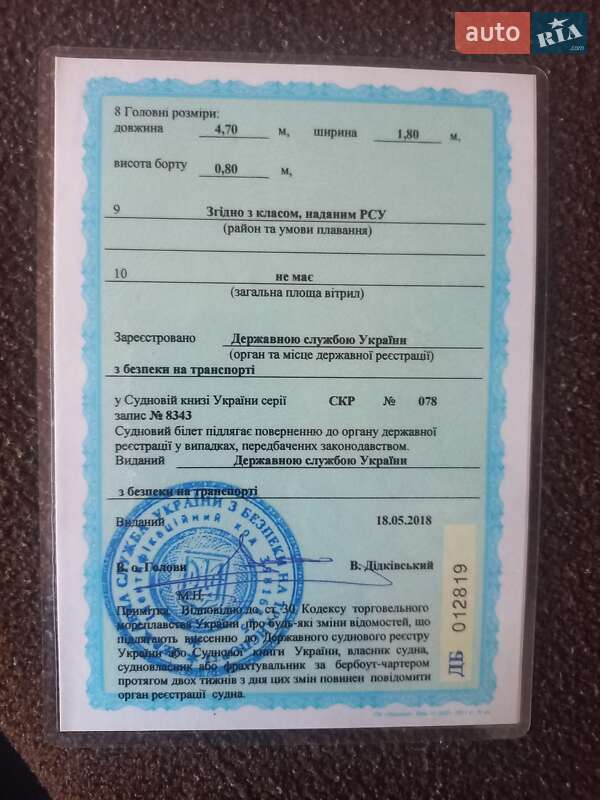 auto RIA.com
8 Головні розміри:
довжина 4,70 м, ширина 1,80 м,
висота борту 0,80 м,
9 Згідно з класом, наданим РСУ
(район та умови плавання)
10 не має
(загальна площа вітрил)
Зареєстровано Державною службою України
(орган та місце державної реєстрації)
з безпеки на транспорті
у Судновій книзі України серії СКР № 078
запис № 8343
Судновий білет підлягає поверненню до органу державної
реєстрації у випадках, передбачених законодавством.
Виданий Державною службою України
з безпеки на транспорті
Виданий 18.05.2018
В. о. Голови В. Дідківський
М.П.
Примітка. Відповідно до ст. 30 Кодексу торговельного
мореплавства України про будь-які зміни відомостей, що
підлягають внесенню до Державного суднового реєстру
України або Суднової книги України, власник судна,
судновласник або фрахтувальник за бербоут-чартером
протягом двох тижнів з дня цих змін повинен повідомити
орган реєстрації судна.
ДБ 012819
СЛУЖБА УКРАЇНИ З БЕЗПЕКИ НА